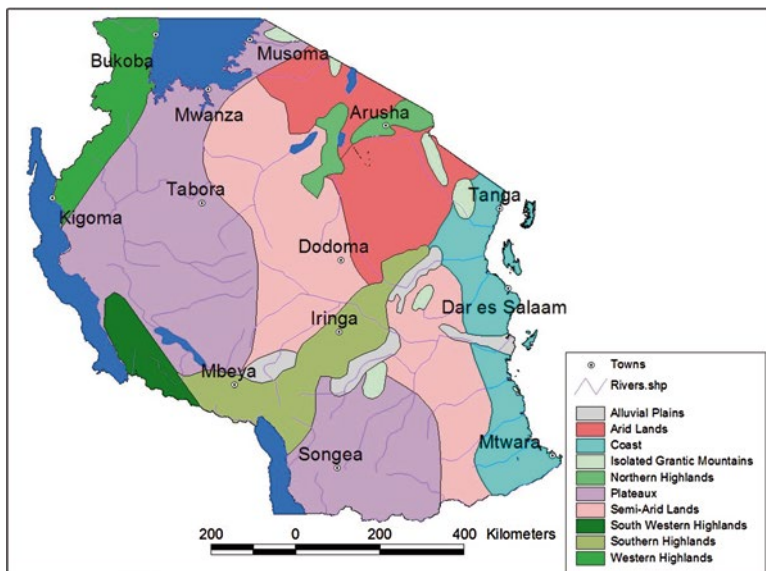 Bukoba
Musoma
Mwanza
Arusha
Tabora
Kigoma
Tanga
Dodoma
Dar es Salaam
Iringa
Mbeya
Mtwara
Songea
200 0 200 400 Kilometers
Towns
Rivers.shp
Alluvial Plains
Arid Lands
Coast
Isolated Grantic Mountains
Northern Highlands
Plateaux
Semi-Arid Lands
South Western Highlands
Southern Highlands
Western Highlands